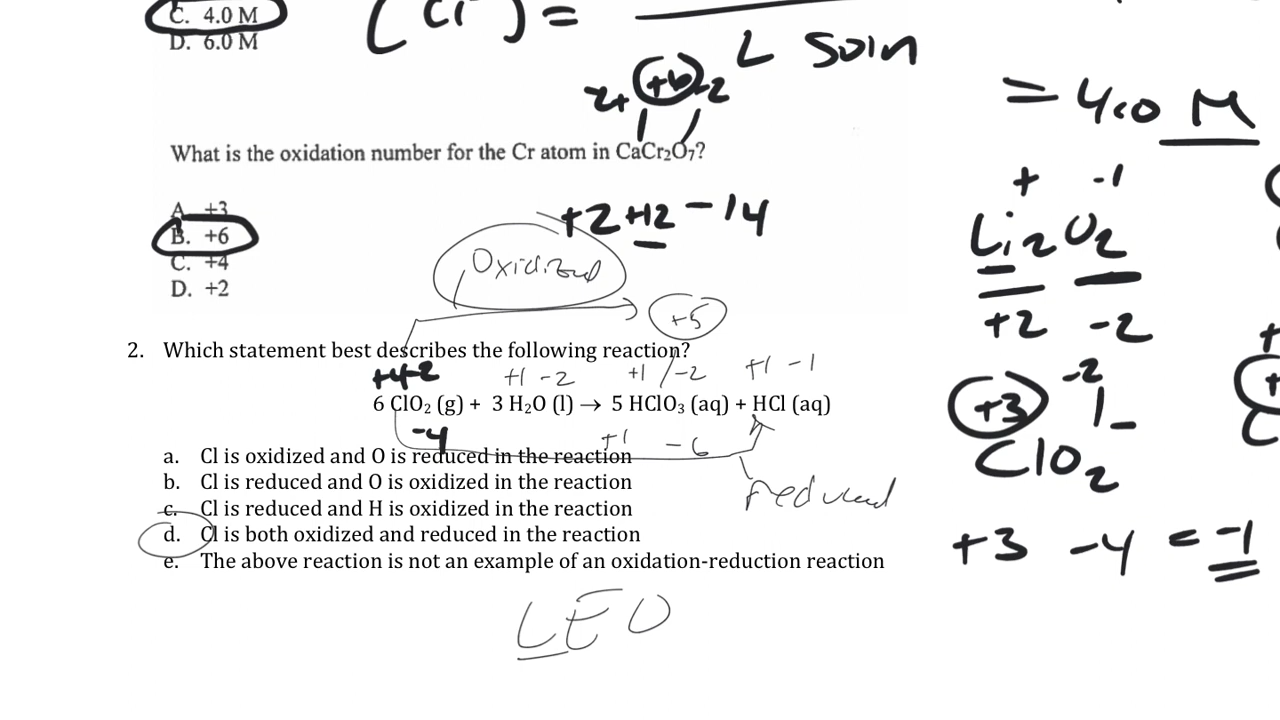 C. 4.0 M
D. 6.0 M
L soln
= 4.0 M
2+ +6 -2
What is the oxidation number for the Cr atom in CaCr₂O₇?
A. +3
B. +6
C. +4
D. +2
+2 +12 -14
+ -1
Li₂O₂
+2 -2
Oxidized
+5
2. Which statement best describes the following reaction?
+4 -2 +1 -2 +1 -2 +1 -1
6 ClO₂ (g) + 3 H₂O (l) → 5 HClO₃ (aq) + HCl (aq)
-4 +1 -6
a. Cl is oxidized and O is reduced in the reaction
b. Cl is reduced and O is oxidized in the reaction
c. Cl is reduced and H is oxidized in the reaction
d. Cl is both oxidized and reduced in the reaction
e. The above reaction is not an example of an oxidation-reduction reaction
reduced
+3 -2
ClO₂
+3 -4 = -1
LEO